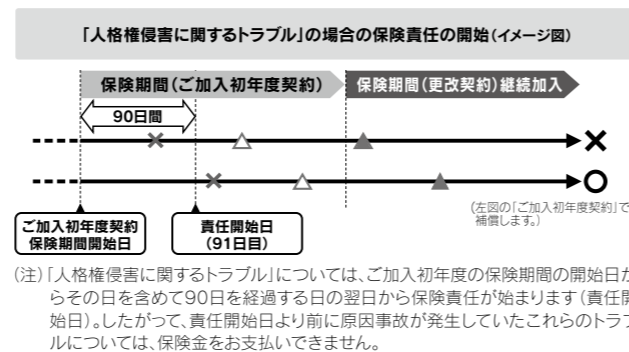 「人格権侵害に関するトラブル」の場合の保険責任の開始(イメージ図)
保険期間(ご加入初年度契約)
保険期間(更改契約)継続加入
90日間
(左図の「ご加入初年度契約」で
補償します。)
ご加入初年度契約
保険期間開始日
責任開始日
(91日目)
(注)「人格権侵害に関するトラブル」については、ご加入初年度の保険期間の開始日か
らその日を含めて90日を経過する日の翌日から保険責任が始まります(責任開
始日)。したがって、責任開始日より前に原因事故が発生していたこれらのトラブ
ルについては、保険金をお支払いできません。